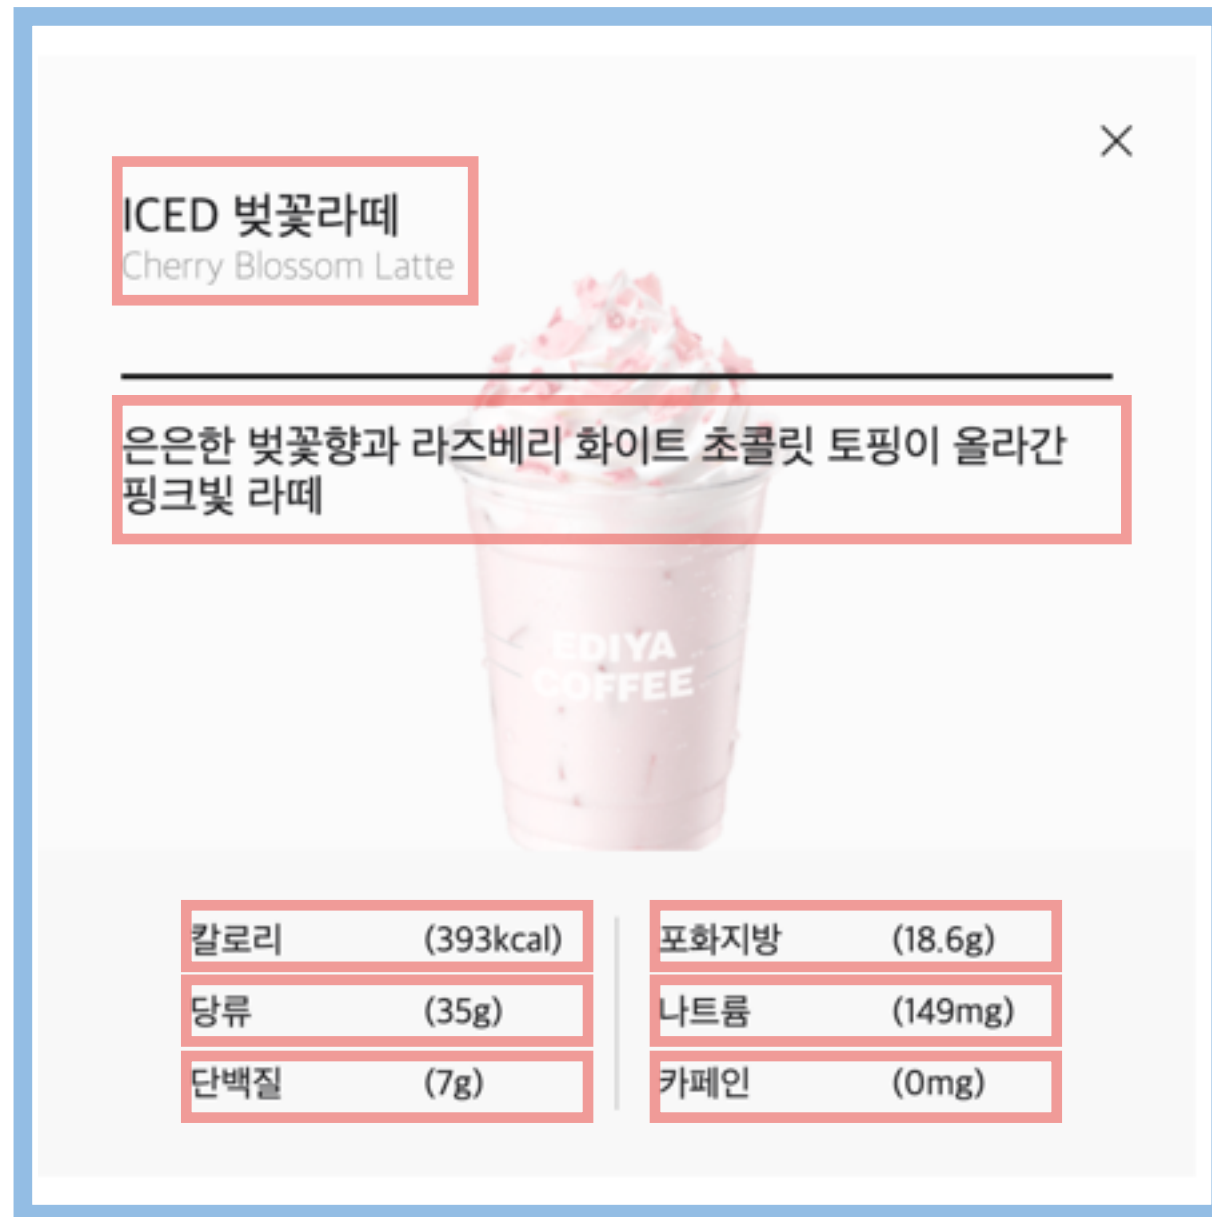 ICED 벚꽃라떼
Cherry Blossom Latte
은은한 벚꽃향과 라즈베리 화이트 초콜릿 토핑이 올라간
핑크빛 라떼
EDIYA
COFFEE
칼로리 (393kcal)
당류 (35g)
단백질 (7g)
포화지방 (18.6g)
나트륨 (149mg)
카페인 (0mg)